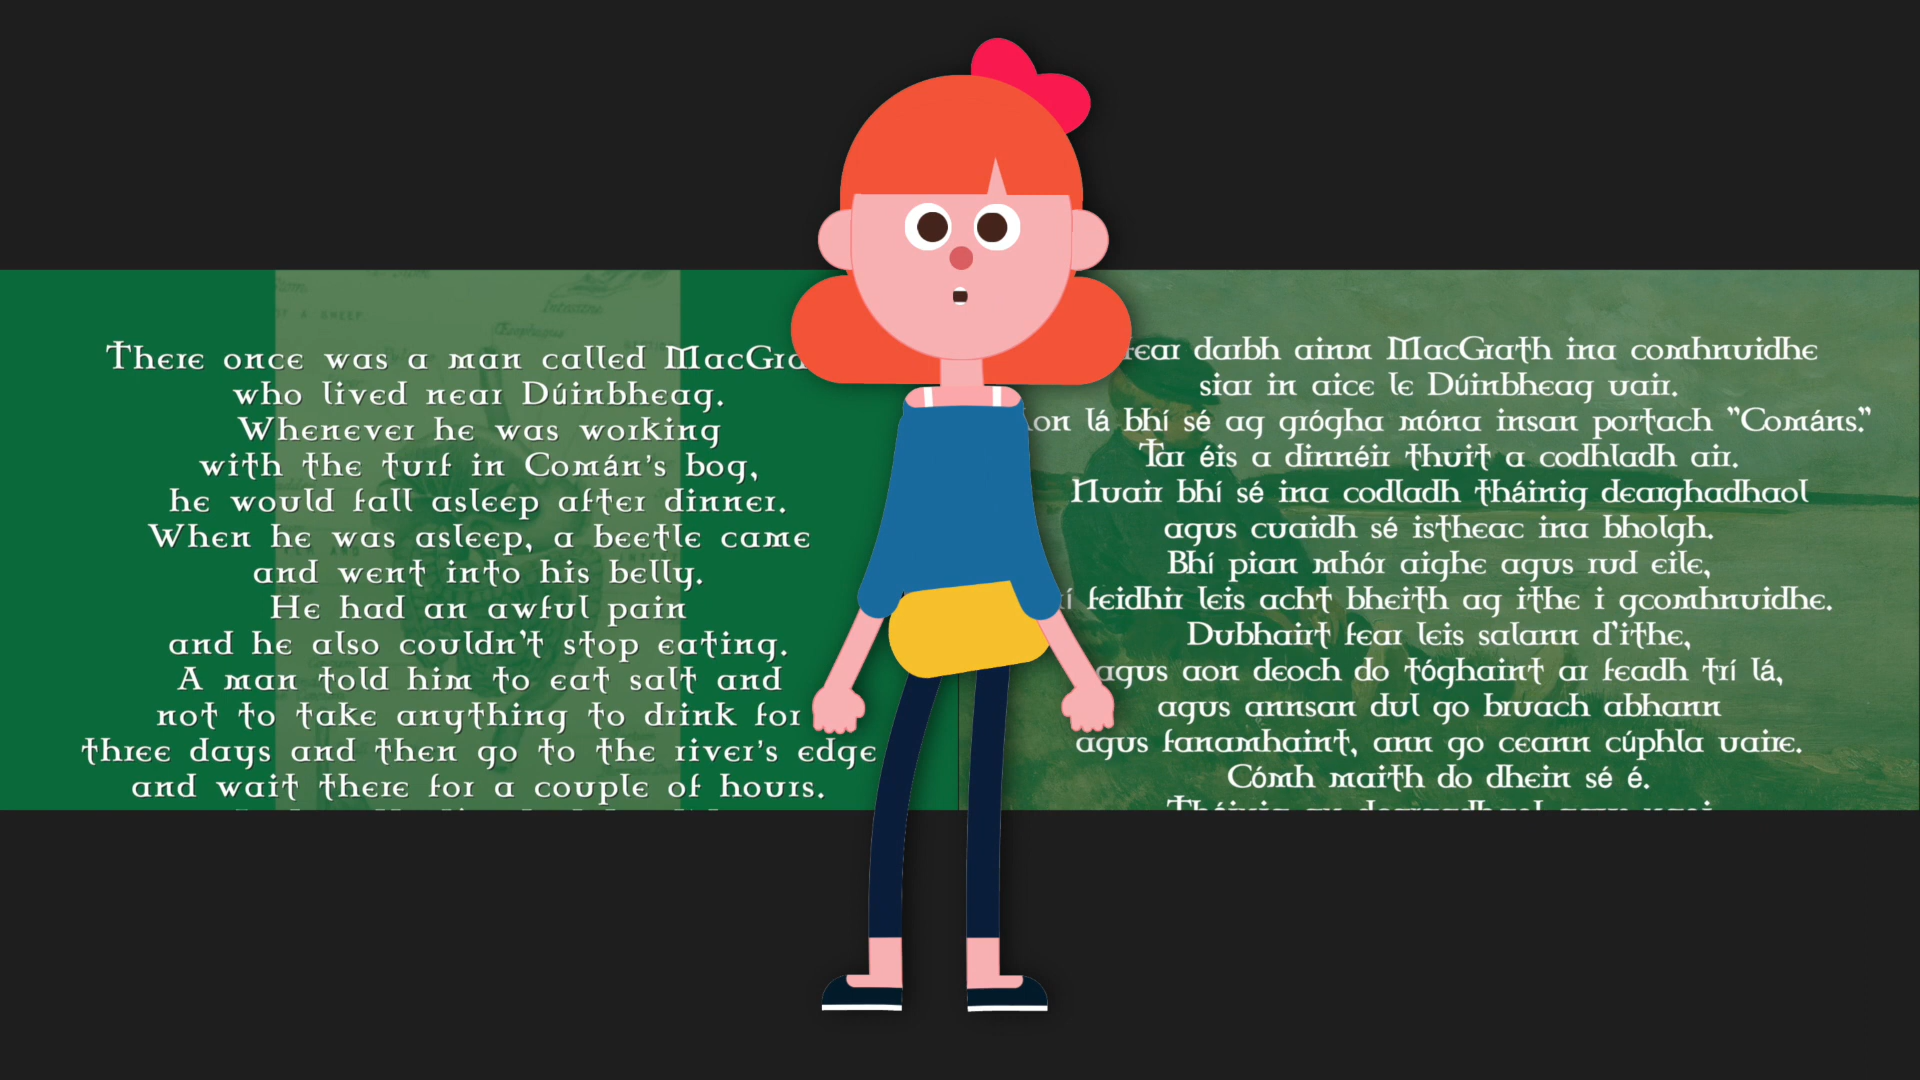 There once was a man called
who lived near Dúinbheag.
Whenever he was working
with the turf in Comán's bog,
he would fall asleep after dinner.
When he was asleep, a beetle came
and went into his belly.
He had an awful pain
and he also couldn't stop eating.
A man told him to eat salt and
not to take anything to drink for
three days and then go to the river's edge
and wait there for a couple of hours.
darbh ainm MacGrath ina comhnuidhe
siar in aice le Dúinbheag uair.
lá bhí sé ag grógha móna insan portach "Cománs."
Tar éis a dinnéir thuit a codhladh air.
Nuair bhí sé ina codladh tháinig dearghadhaol
agus cuaidh sé istheac ina bholgh.
Bhí pian mhór aighe agus rud eile,
feidhir leis acht bheith ag ithe i gcomhnuidhe.
Dubhairt fear leis salann d'ithe,
agus aon deoch do tóghaint ar feadh trí lá,
agus annsan dul go bruach abhann
agus fanamhaint, ann go ceann cúphla uaire.
Cómh maith do dhein sé é.
Intestine
Œsophagus
OF A SHEEP